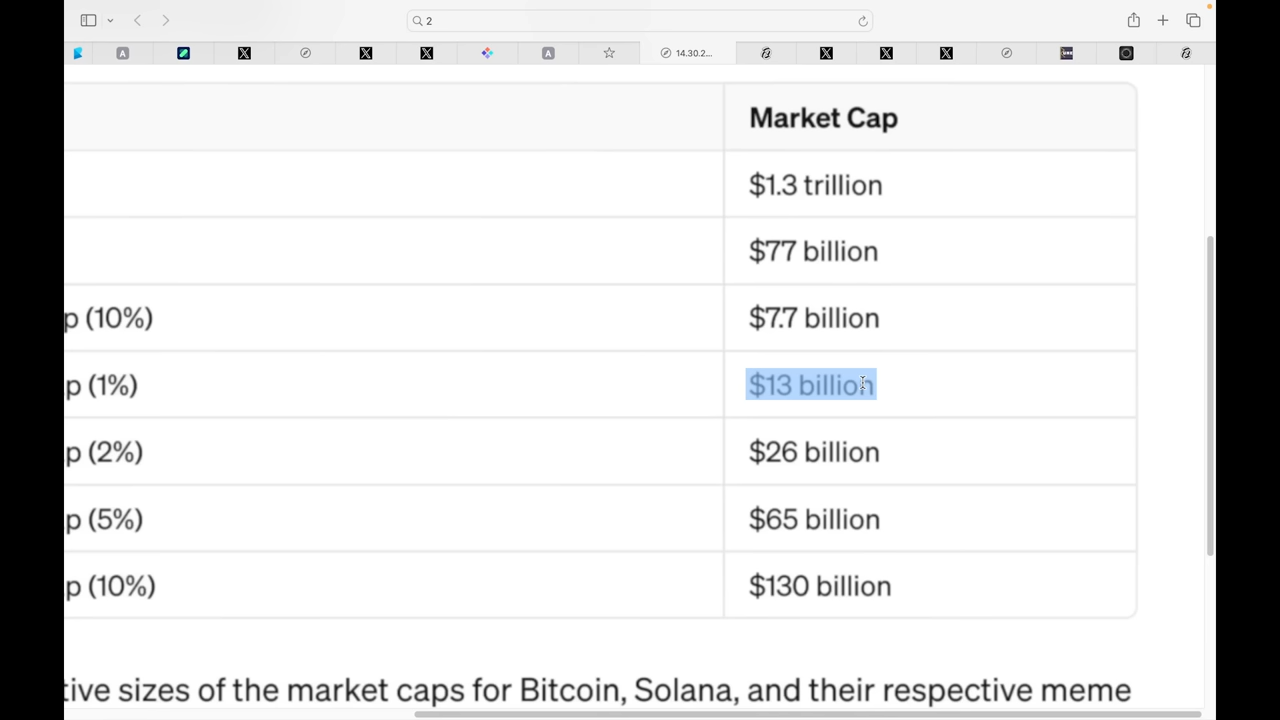 2
14.30.2...
Market Cap
$1.3 trillion
$77 billion
p (10%) $7.7 billion
p (1%) $13 billion
p (2%) $26 billion
p (5%) $65 billion
p (10%) $130 billion
tive sizes of the market caps for Bitcoin, Solana, and their respective meme